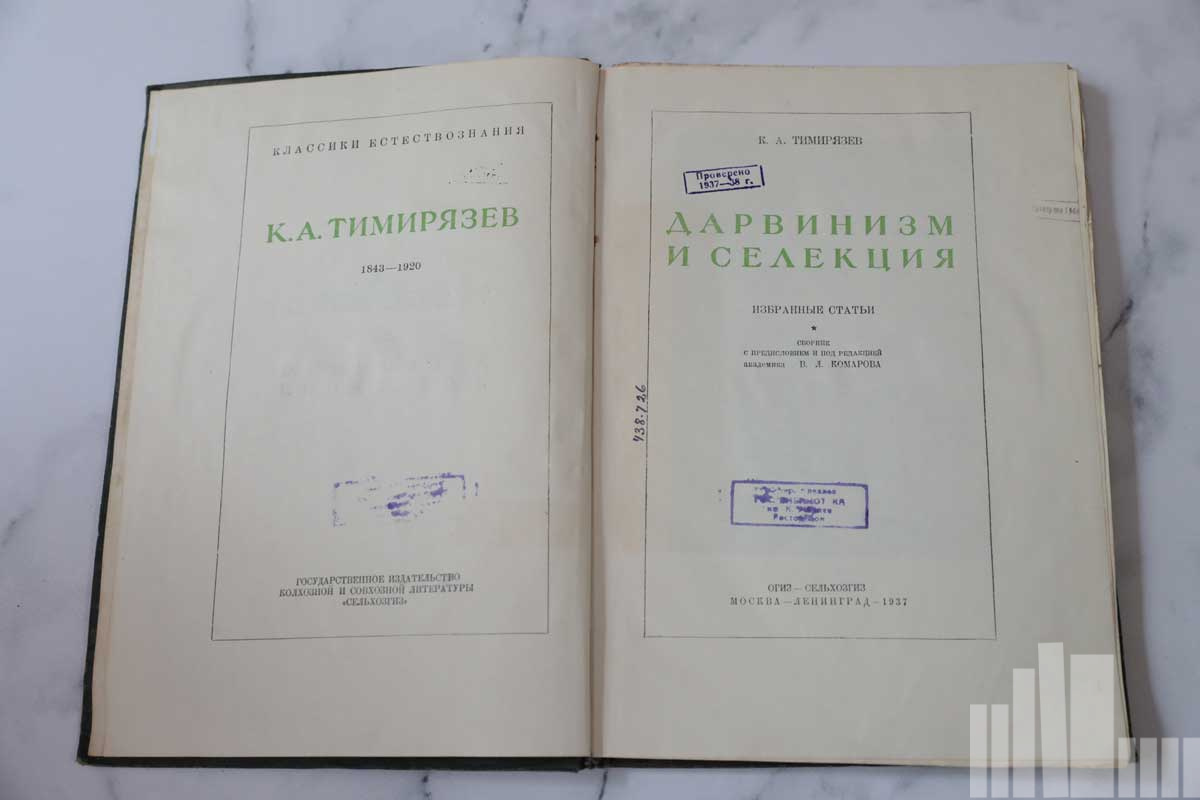 КЛАССИКИ ЕСТЕСТВОЗНАНИЯ
К. А. ТИМИРЯЗЕВ
1843—1920
ГОСУДАРСТВЕННОЕ ИЗДАТЕЛЬСТВО
КОЛХОЗНОЙ И СОВХОЗНОЙ ЛИТЕРАТУРЫ
«СЕЛЬХОЗГИЗ»
К. А. ТИМИРЯЗЕВ
Проверено
1937—38 г.
ДАРВИНИЗМ
И СЕЛЕКЦИЯ
ИЗБРАННЫЕ СТАТЬИ
СБОРНИК
С ПРЕДИСЛОВИЕМ И ПОД РЕДАКЦИЕЙ
академика В. Л. КОМАРОВА
438.726
ОГИЗ — СЕЛЬХОЗГИЗ
МОСКВА — ЛЕНИНГРАД — 1937